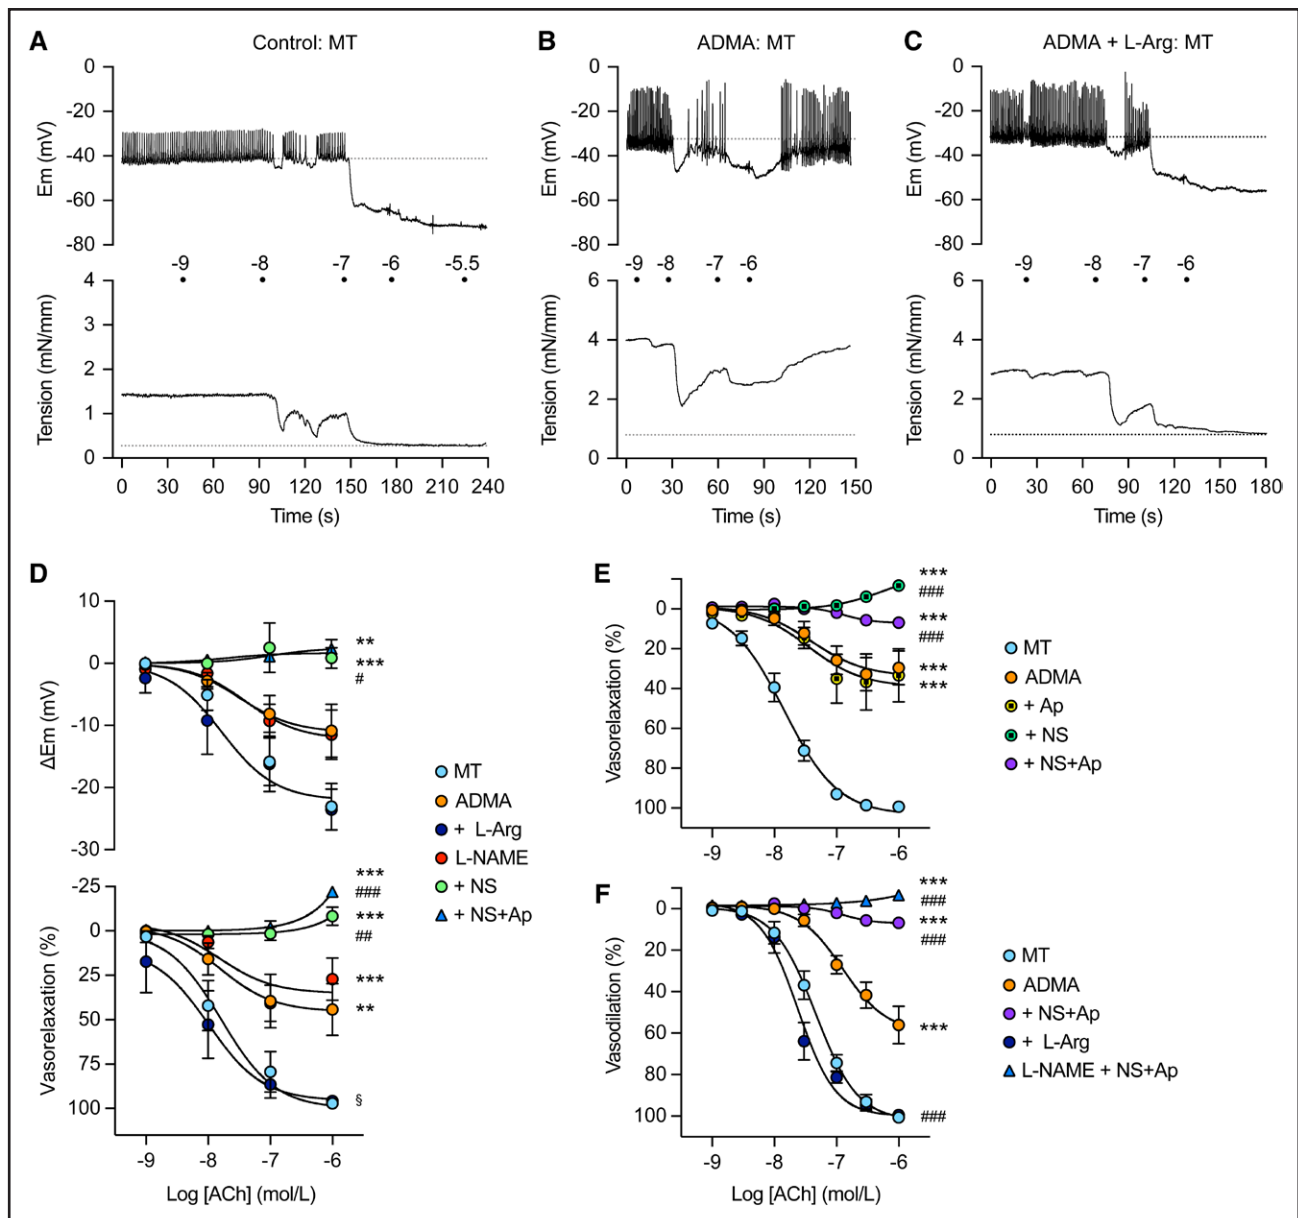 A Control: MT
B ADMA: MT
C ADMA + L-Arg: MT
Em (mV)
0
-20
-40
-60
-80
Em (mV)
0
-20
-40
-60
-80
Em (mV)
0
-20
-40
-60
-80
-9 -8 -7 -6 -5.5
-9 -8 -7 -6
-9 -8 -7 -6
Tension (mN/mm)
4
3
2
1
0
0 30 60 90 120 150 180 210 240
Time (s)
Tension (mN/mm)
6
4
2
0
0 30 60 90 120 150
Time (s)
Tension (mN/mm)
6
4
2
0
0 30 60 90 120 150 180
Time (s)
D
ΔEm (mV)
10
0
-10
-20
-30
**
***
#
Vasorelaxation (%)
-25
0
25
50
75
100
***
###
***
##
***
**
§
-9 -8 -7 -6
Log [ACh] (mol/L)
MT
ADMA
+ L-Arg
L-NAME
+ NS
+ NS+Ap
E
Vasorelaxation (%)
0
20
40
60
80
100
***
###
***
###
***
***
-9 -8 -7 -6
MT
ADMA
+ Ap
+ NS
+ NS+Ap
F
Vasodilation (%)
0
20
40
60
80
100
***
###
***
###
***
###
-9 -8 -7 -6
Log [ACh] (mol/L)
MT
ADMA
+ NS+Ap
+ L-Arg
L-NAME + NS+Ap